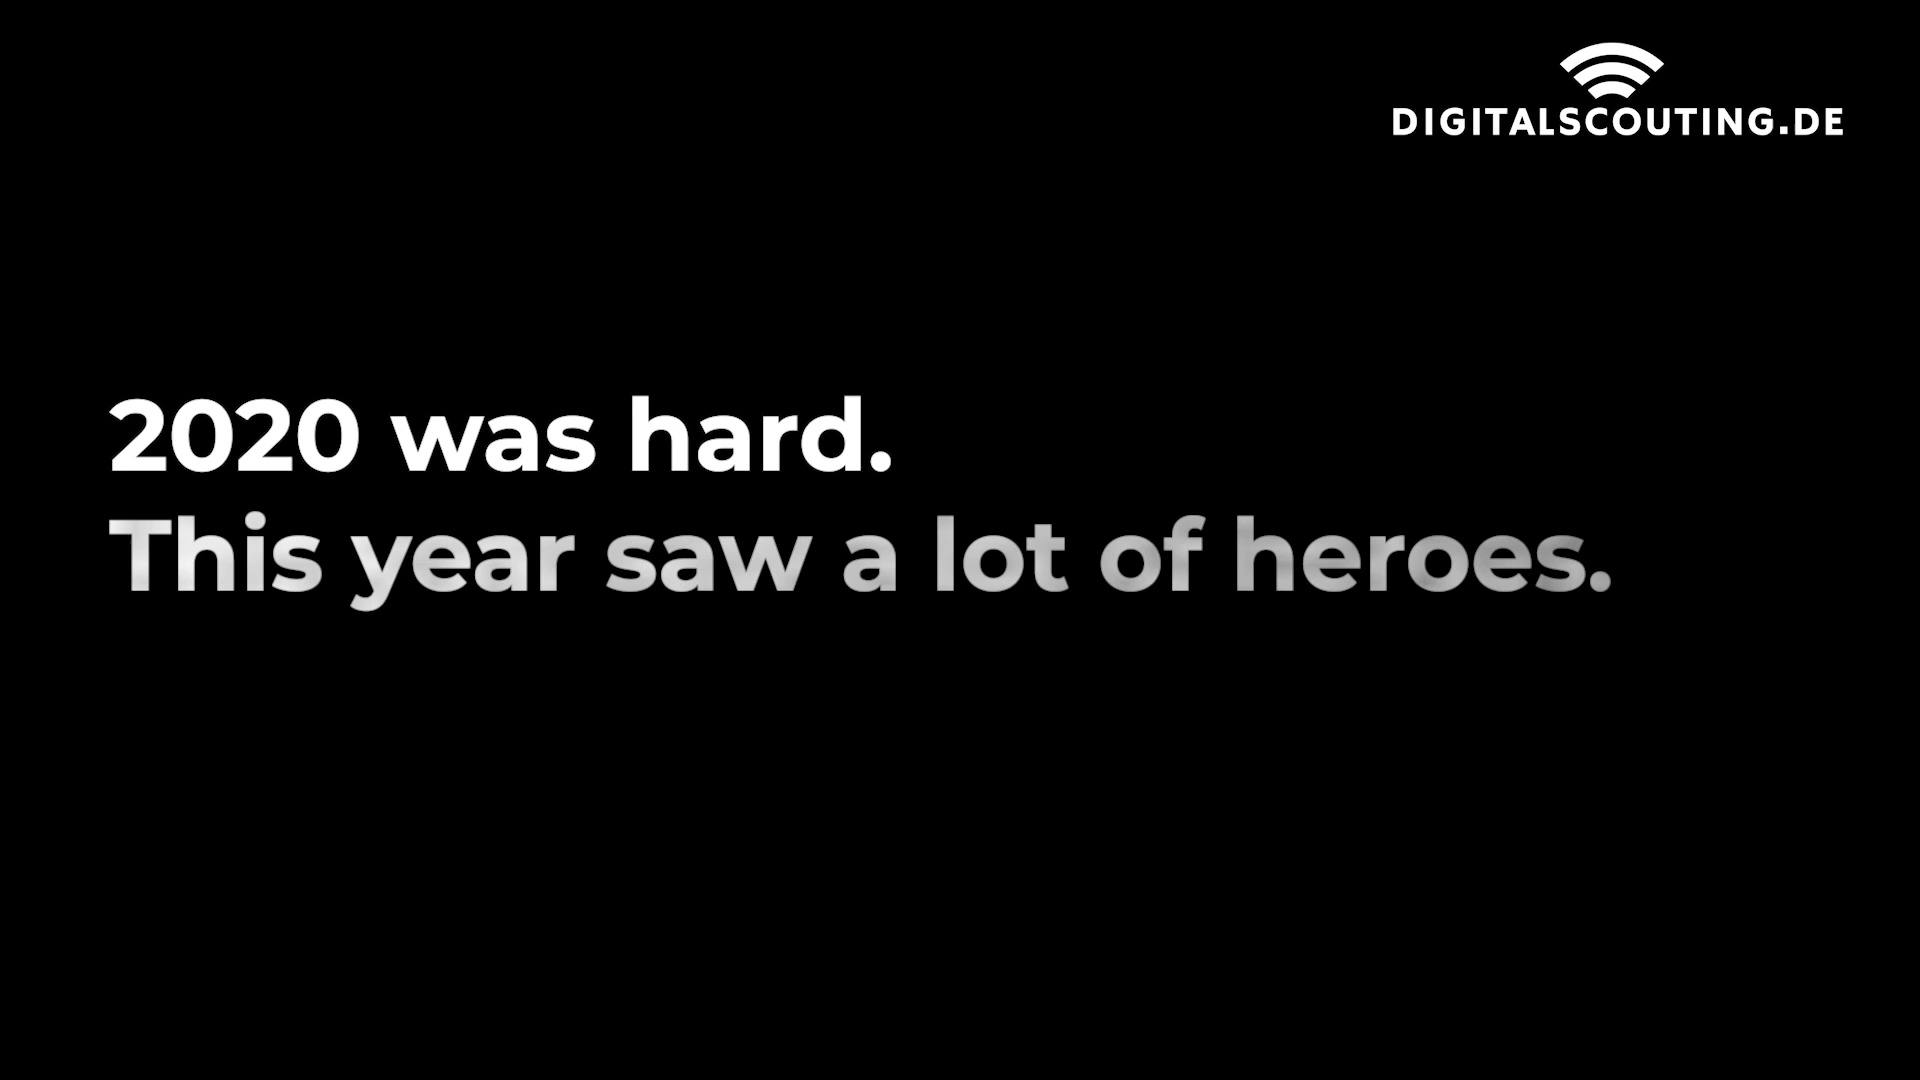 DIGITALSCOUTING.DE
2020 was hard.
This year saw a lot of heroes.